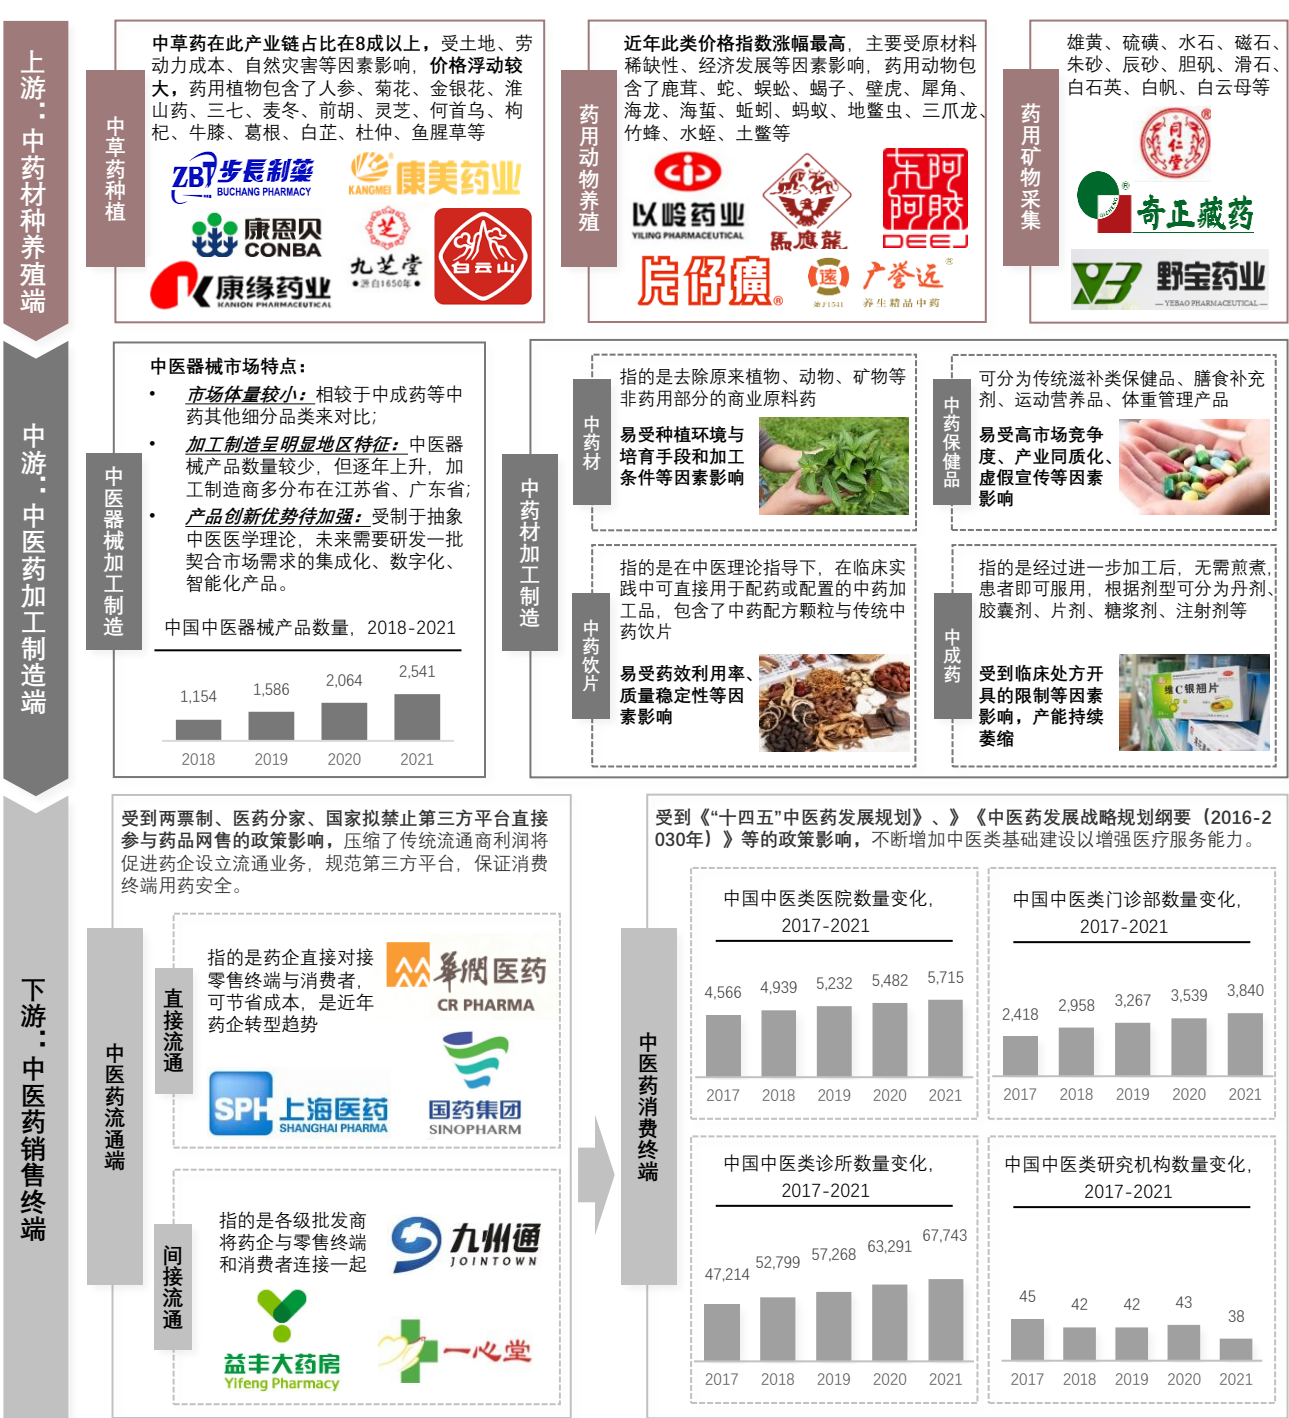 上游：中药材种养殖端
中草药种植
中草药在此产业链占比在8成以上，受土地、劳
动力成本、自然灾害等因素影响，价格浮动较
大，药用植物包含了人参、菊花、金银花、淮
山药、三七、麦冬、前胡、灵芝、何首乌、枸
杞、牛膝、葛根、白芷、杜仲、鱼腥草等
ZBT 步長制藥
BUCHANG PHARMACY
KANGMEI 康美药业
康恩贝
CONBA
芝
九芝堂
●源自1650年●
白云山
康缘药业
KANION PHARMACEUTICAL
药用动物养殖
近年此类价格指数涨幅最高，主要受原材料
稀缺性、经济发展等因素影响，药用动物包
含了鹿茸、蛇、蜈蚣、蝎子、壁虎、犀角、
海龙、海蜇、蚯蚓、蚂蚁、地鳖虫、三爪龙、
竹蜂、水蛭、土鳖等
以岭药业
YILING PHARMACEUTICAL
馬應龍
东阿阿胶
DEEJ
片仔癀®
遠
始于1541
广誉远®
养生精品中药
药用矿物采集
雄黄、硫磺、水石、磁石、
朱砂、辰砂、胆矾、滑石、
白石英、白帆、白云母等
同仁堂®
CHEEZHENG®
奇正藏药
野宝药业
— YEBAO PHARMACEUTICAL —
中游：中医药加工制造端
中医器械加工制造
中医器械市场特点：
• 市场体量较小：相较于中成药等中
药其他细分品类来对比；
• 加工制造呈明显地区特征：中医器
械产品数量较少，但逐年上升，加
工制造商多分布在江苏省、广东省；
• 产品创新优势待加强：受制于抽象
中医医学理论，未来需要研发一批
契合市场需求的集成化、数字化、
智能化产品。
中国中医器械产品数量，2018-2021
1,154 1,586 2,064 2,541
2018 2019 2020 2021
中药材加工制造
中药材
指的是去除原来植物、动物、矿物等
非药用部分的商业原料药
易受种植环境与
培育手段和加工
条件等因素影响
中药保健品
可分为传统滋补类保健品、膳食补充
剂、运动营养品、体重管理产品
易受高市场竞争
度、产业同质化、
虚假宣传等因素
影响
中药饮片
指的是在中医理论指导下，在临床实
践中可直接用于配药或配置的中药加
工品，包含了中药配方颗粒与传统中
药饮片
易受药效利用率、
质量稳定性等因
素影响
中成药
指的是经过进一步加工后，无需煎煮，
患者即可服用，根据剂型可分为丹剂、
胶囊剂、片剂、糖浆剂、注射剂等
受到临床处方开
具的限制等因素
影响，产能持续
萎缩
维C银翘片
下游：中医药销售终端
中医药流通端
受到两票制、医药分家、国家拟禁止第三方平台直接
参与药品网售的政策影响，压缩了传统流通商利润将
促进药企设立流通业务，规范第三方平台，保证消费
终端用药安全。
直接流通
指的是药企直接对接
零售终端与消费者，
可节省成本，是近年
药企转型趋势
華潤医药
CR PHARMA
SPH 上海医药
SHANGHAI PHARMA
国药集团
SINOPHARM
间接流通
指的是各级批发商
将药企与零售终端
和消费者连接一起
九州通
JOINTOWN
益丰大药房
Yifeng Pharmacy
一心堂
中医药消费终端
受到《“十四五”中医药发展规划》、》《中医药发展战略规划纲要（2016-2
030年）》等的政策影响，不断增加中医类基础建设以增强医疗服务能力。
中国中医类医院数量变化，
2017-2021
4,566 4,939 5,232 5,482 5,715
2017 2018 2019 2020 2021
中国中医类门诊部数量变化，
2017-2021
2,418 2,958 3,267 3,539 3,840
2017 2018 2019 2020 2021
中国中医类诊所数量变化，
2017-2021
47,214 52,799 57,268 63,291 67,743
2017 2018 2019 2020 2021
中国中医类研究机构数量变化，
2017-2021
45 42 42 43 38
2017 2018 2019 2020 2021